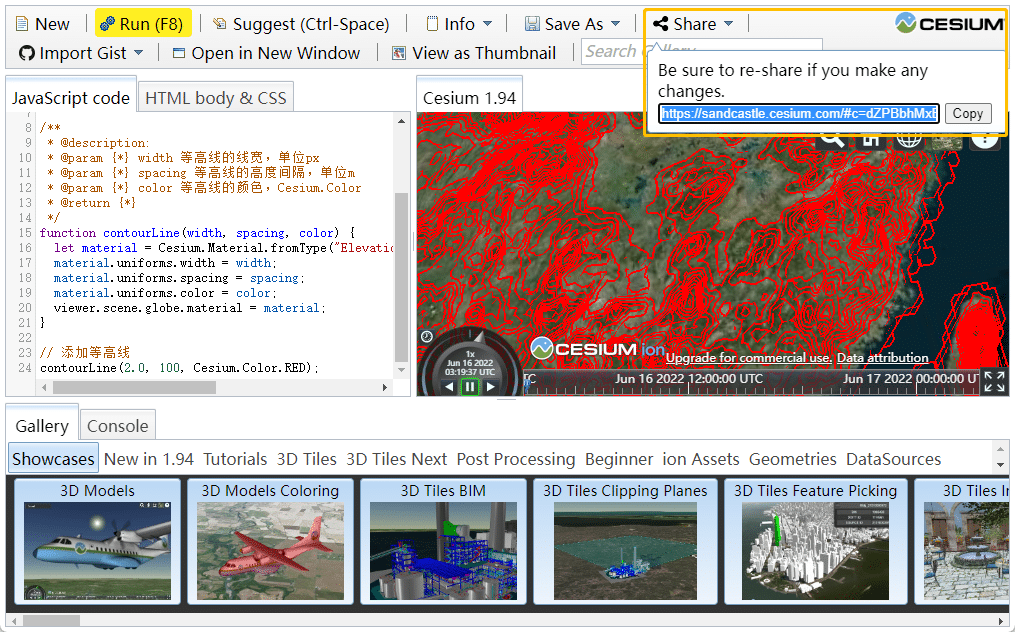 New
Run (F8)
Suggest (Ctrl-Space)
Info
Save As
Share
CESIUM
Import Gist
Open in New Window
View as Thumbnail
Search
Be sure to re-share if you make any
changes.
https://sandcastle.cesium.com/#c=dZPBbhMx
Copy
JavaScript code
HTML body & CSS
Cesium 1.94
8 /**
9 * @description:
10 * @param {*} width 等高线的线宽，单位px
11 * @param {*} spacing 等高线的高度间隔，单位m
12 * @param {*} color 等高线的颜色，Cesium.Color
13 * @return {*}
14 */
15 function contourLine(width, spacing, color) {
16 let material = Cesium.Material.fromType("Elevatio
17 material.uniforms.width = width;
18 material.uniforms.spacing = spacing;
19 material.uniforms.color = color;
20 viewer.scene.globe.material = material;
21 }
22
23 // 添加等高线
24 contourLine(2.0, 100, Cesium.Color.RED);
1x
Jun 16 2022
03:19:37 UTC
CESIUM ion
Upgrade for commercial use. Data attribution
TC
Jun 16 2022 12:00:00 UTC
Jun 17 2022 00:00:00 UT
Gallery
Console
Showcases
New in 1.94
Tutorials
3D Tiles
3D Tiles Next
Post Processing
Beginner
ion Assets
Geometries
DataSources
3D Models
3D Models Coloring
3D Tiles BIM
3D Tiles Clipping Planes
3D Tiles Feature Picking
3D Tiles In